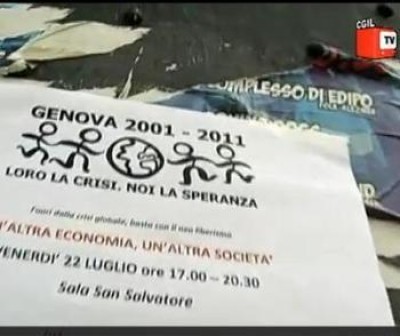 CGIL
TV
COMPLESSO DI EDIPO
GENOVA 2001 - 2011
LORO LA CRISI. NOI LA SPERANZA
Fuori dalla crisi globale, basta con il neo liberismo
N'ALTRA ECONOMIA, UN'ALTRA SOCIETA'
VENERDI' 22 LUGLIO ore 17.00 - 20.30
Sala San Salvatore